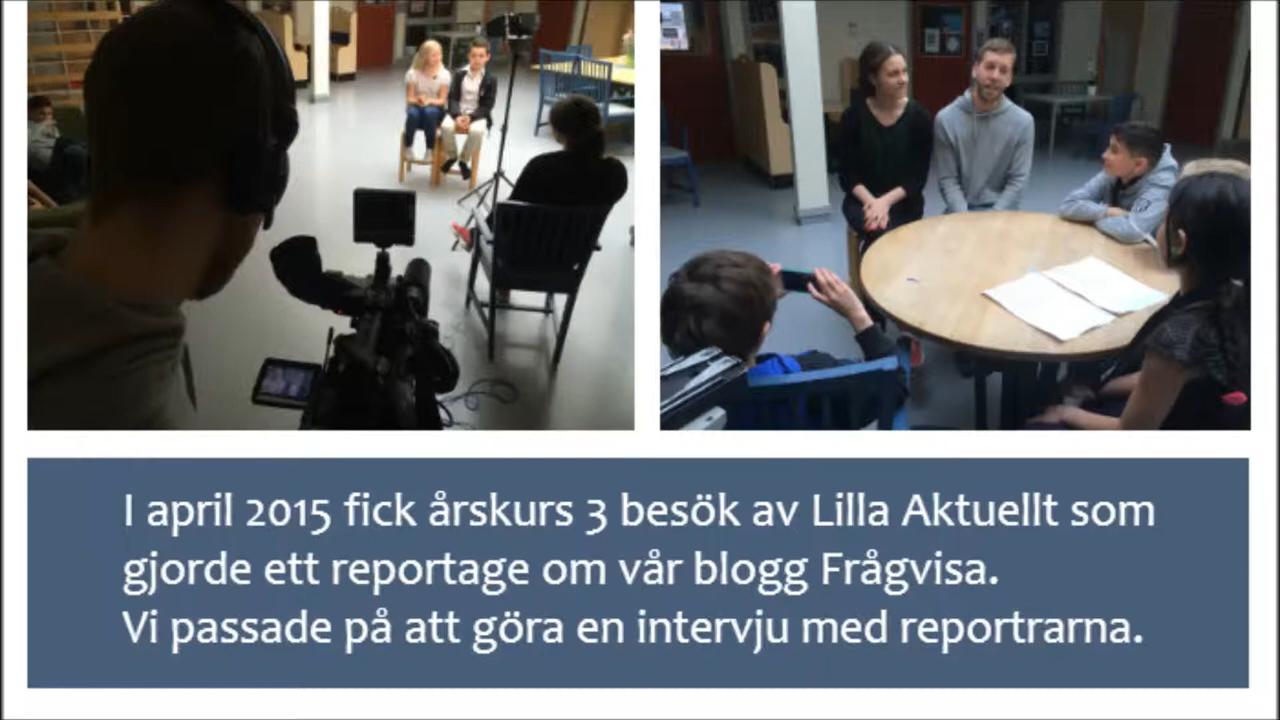 I april 2015 fick årskurs 3 besök av Lilla Aktuellt som
gjorde ett reportage om vår blogg Frågvisa.
Vi passade på att göra en intervju med reportrarna.